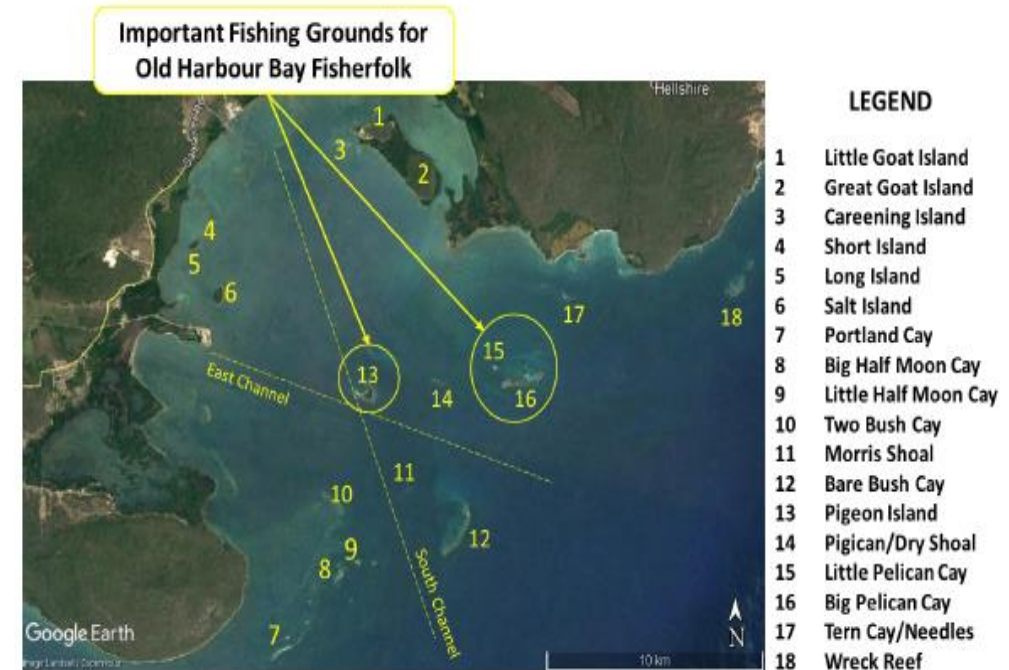 Important Fishing Grounds for
Old Harbour Bay Fisherfolk
Hellshire
1
3
2
4
5
6
17
18
15
13
16
14
East Channel
11
10
12
9
8
7
South Channel
Google Earth
N
10 km
LEGEND
1 Little Goat Island
2 Great Goat Island
3 Careening Island
4 Short Island
5 Long Island
6 Salt Island
7 Portland Cay
8 Big Half Moon Cay
9 Little Half Moon Cay
10 Two Bush Cay
11 Morris Shoal
12 Bare Bush Cay
13 Pigeon Island
14 Pigican/Dry Shoal
15 Little Pelican Cay
16 Big Pelican Cay
17 Tern Cay/Needles
18 Wreck Reef